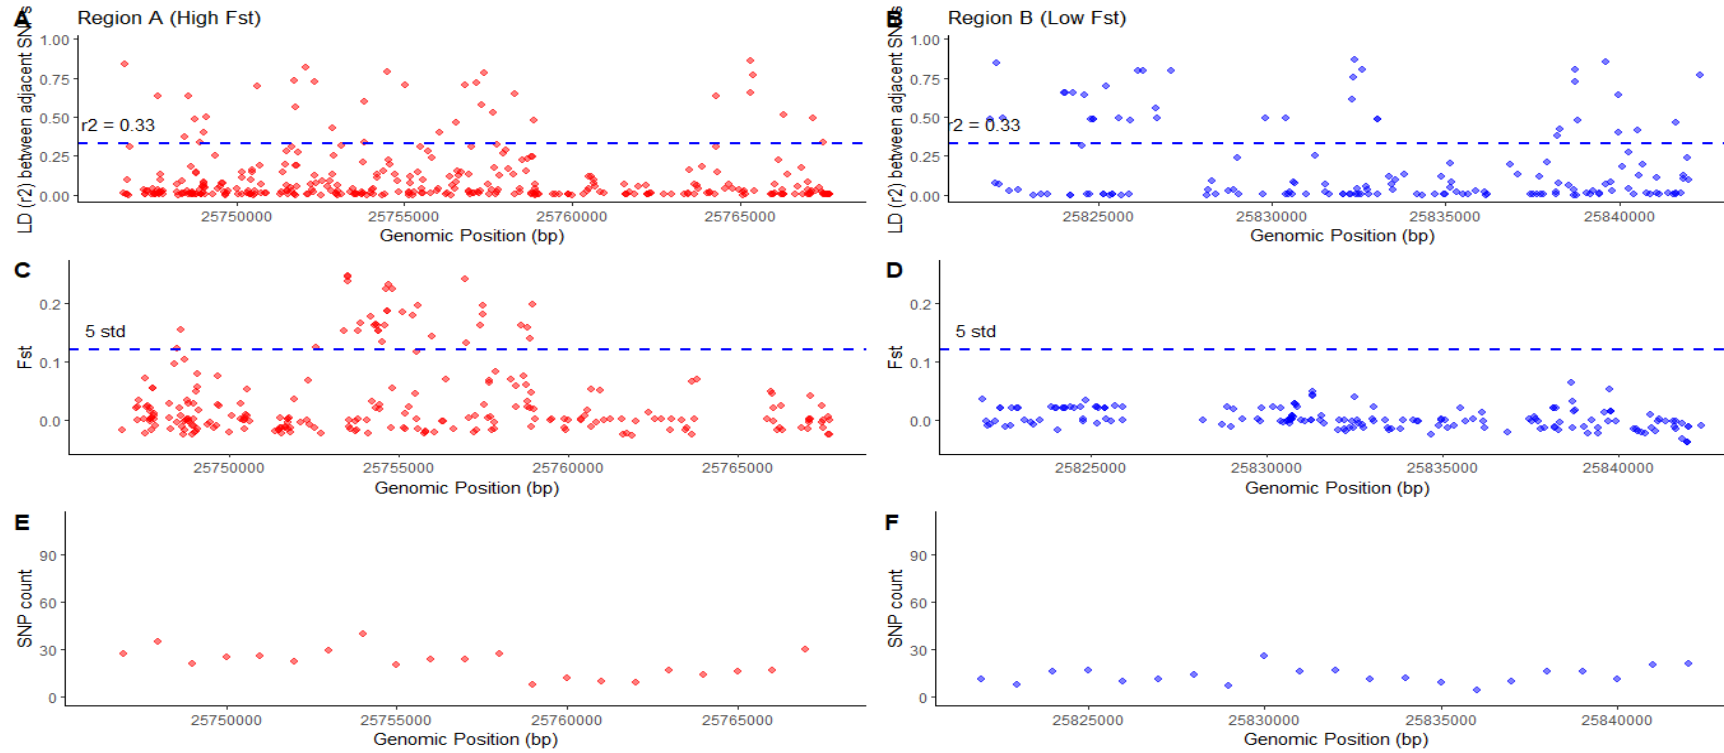 A Region A (High Fst)
LD (r2) between adjacent SNPs
1.00
0.75
0.50
r2 = 0.33
0.25
0.00
25750000 25755000 25760000 25765000
Genomic Position (bp)
B Region B (Low Fst)
LD (r2) between adjacent SNPs
1.00
0.75
0.50
r2 = 0.33
0.25
0.00
25825000 25830000 25835000 25840000
Genomic Position (bp)
C
Fst
0.2
5 std
0.1
0.0
25750000 25755000 25760000 25765000
Genomic Position (bp)
D
Fst
0.2
5 std
0.1
0.0
25825000 25830000 25835000 25840000
Genomic Position (bp)
E
SNP count
90
60
30
0
25750000 25755000 25760000 25765000
Genomic Position (bp)
F
SNP count
90
60
30
0
25825000 25830000 25835000 25840000
Genomic Position (bp)